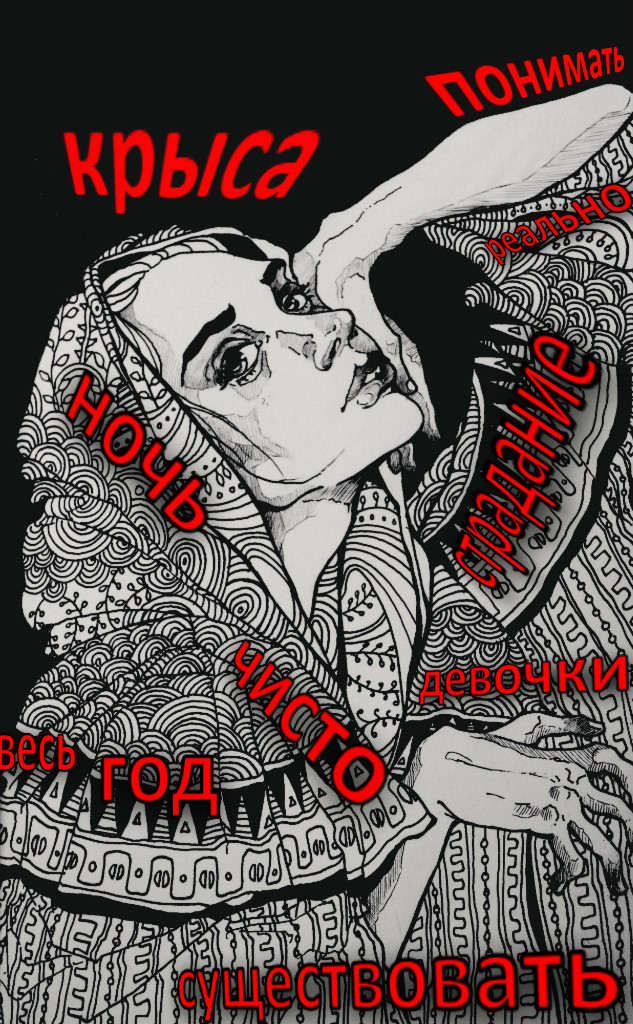 понимать
крыса
реально
страдание
ночь
чисто
девочки
весь
год
существовать